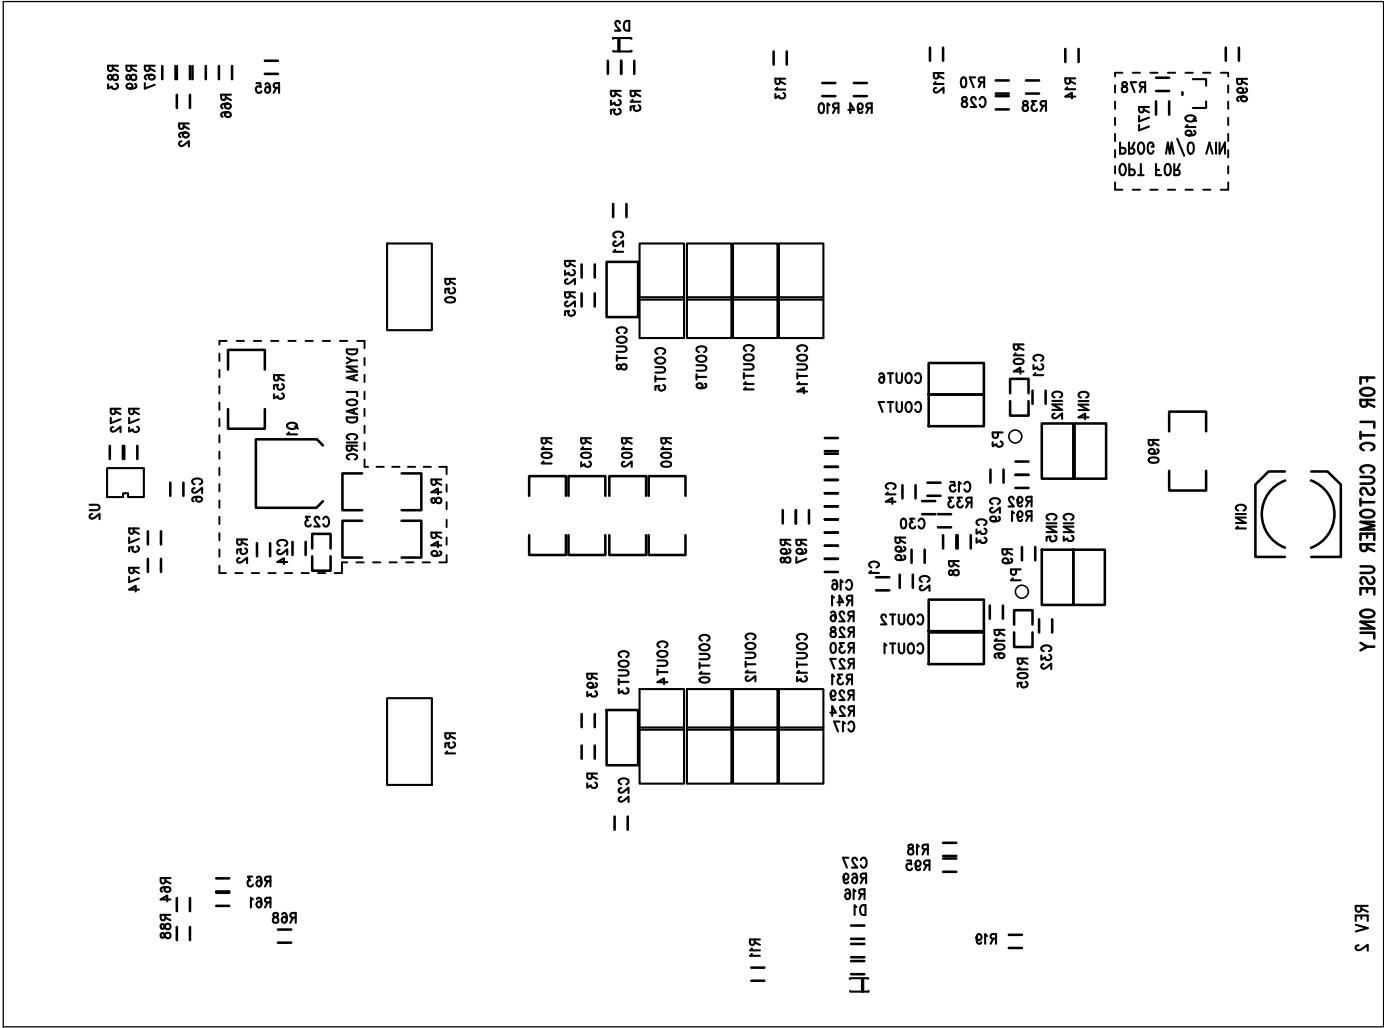 D2
R83
R89
R67
R66
R65
R62
R35
R15
R13
R10
R94
R12
R70
C28
R38
R14
R78
R77
Q19
R96
PROG W/O VIN
OPT FOR
C21
R32
R25
COUT8
COUT5
COUT9
COUT11
COUT14
R50
DYNA LOAD CIRC
R53
Q1
R72
R73
U2
C26
R75
R74
R52
C24
C23
R48
R49
R101
R103
R102
R100
R98
R97
COUT6
COUT7
R104
C31
CIN2
CIN4
P3
C14
C15
R33
C30
C29
R92
R91
R99
C33
R8
C1
C2
R9
P1
CIN5
CIN3
R90
CIN1
FOR LTC CUSTOMER USE ONLY
C16
R41
R26
R28
R30
R27
R31
R29
R24
C17
COUT2
COUT1
R106
R105
C32
R93
R3
COUT3
COUT4
COUT10
COUT12
COUT13
C22
R51
R18
R95
C27
R69
R16
D1
R19
R11
R64
R88
R63
R61
R68
REV 2